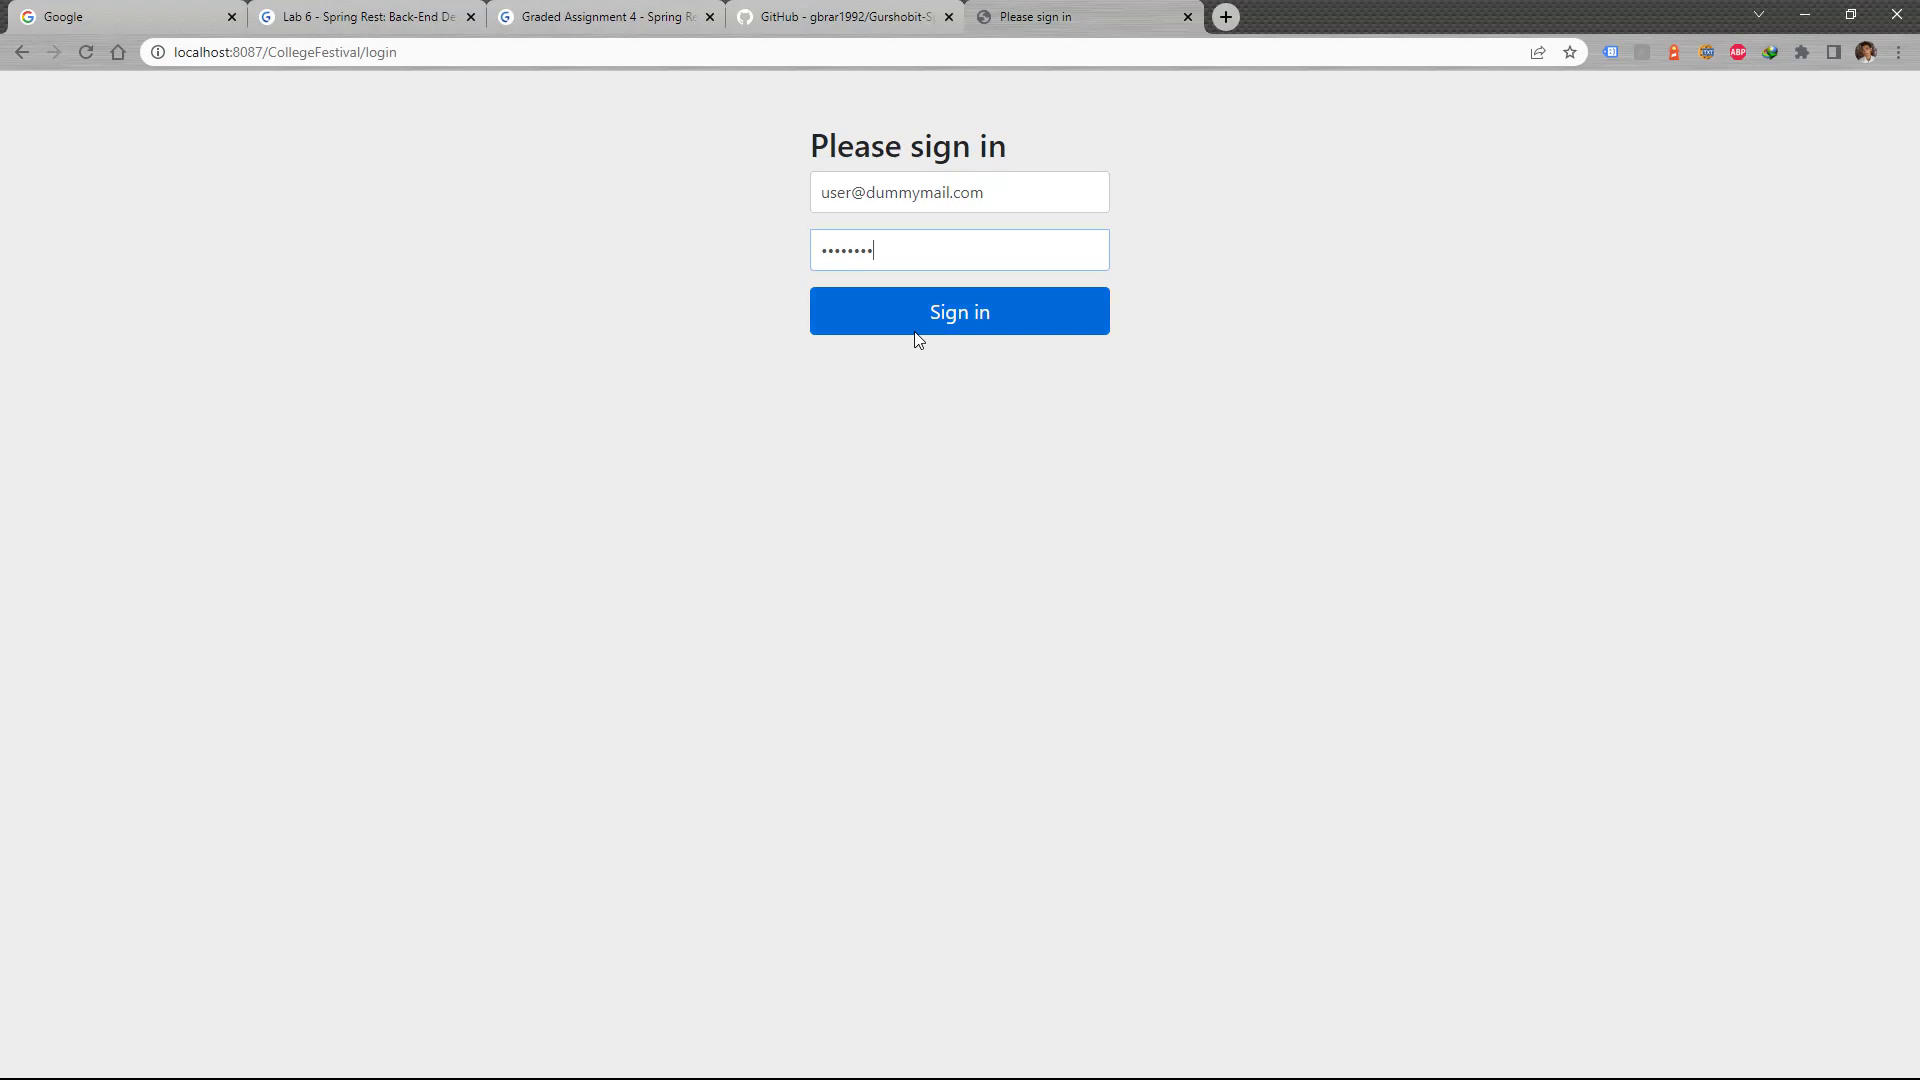 Google
Lab 6 - Spring Rest: Back-End De
Graded Assignment 4 - Spring Re
GitHub - gbrar1992/Gurshobit-S
Please sign in
localhost:8087/CollegeFestival/login
ABP
Please sign in
user@dummymail.com
••••••••
Sign in